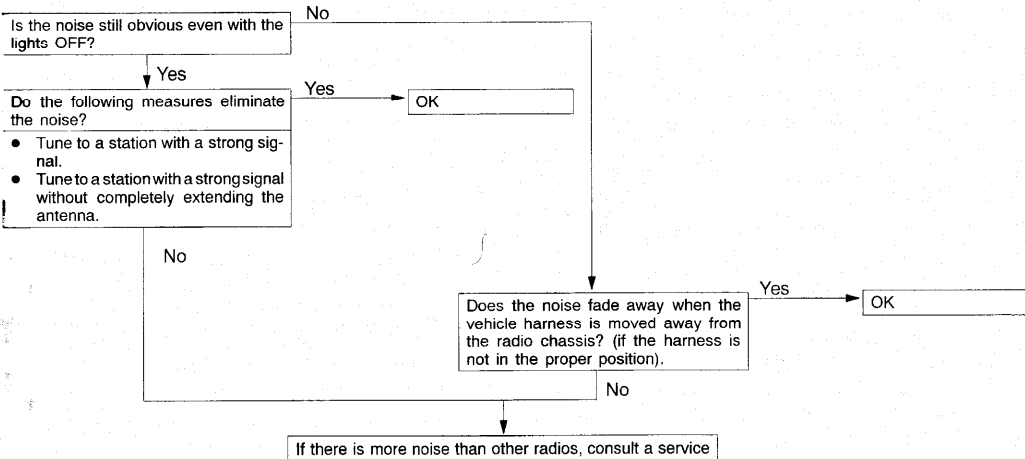 Is the noise still obvious even with the
lights OFF?
No
Yes
Do the following measures eliminate
the noise?
Yes
OK
● Tune to a station with a strong sig-
nal.
● Tune to a station with a strong signal
without completely extending the
antenna.
No
Does the noise fade away when the
vehicle harness is moved away from
the radio chassis? (if the harness is
not in the proper position).
Yes
OK
No
If there is more noise than other radios, consult a service